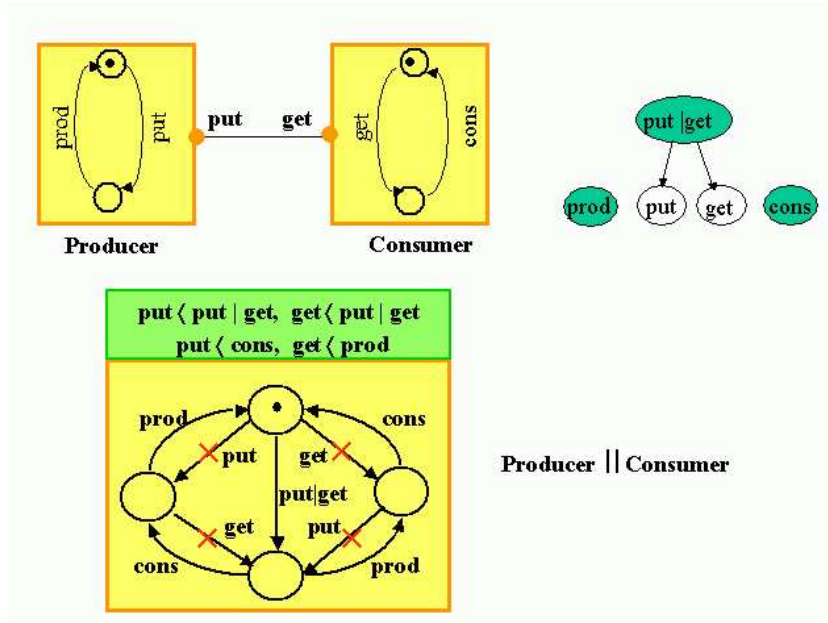 prod
put
put
get
get
cons
put |get
prod
put
get
cons
Producer
Consumer
put ⟨ put | get, get ⟨ put | get
put ⟨ cons, get ⟨ prod
prod
cons
put
get
put|get
get
put
cons
prod
Producer || Consumer